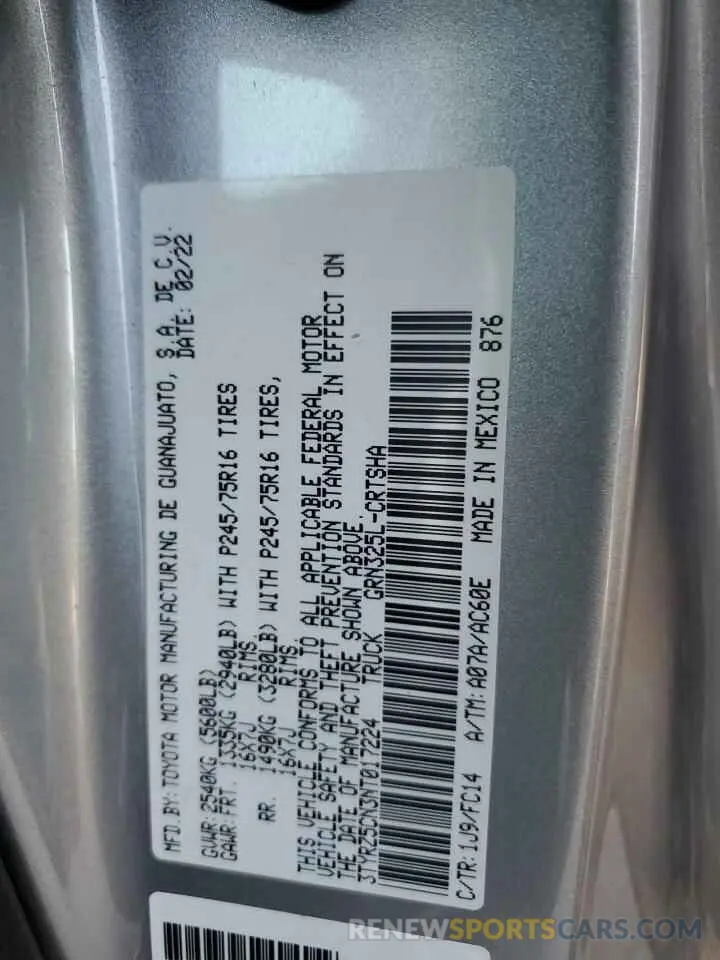 MFD.BY:TOYOTA MOTOR MANUFACTURING DE GUANAJUATO, S.A. DE C.V.
DATE: 02/22
GVWR:2540KG (5600LB)
GAWR:FRT. 1335KG (2940LB) WITH P245/75R16 TIRES
16X7J RIMS,
RR. 1490KG (3280LB) WITH P245/75R16 TIRES,
16X7J RIMS.
THIS VEHICLE CONFORMS TO ALL APPLICABLE FEDERAL MOTOR
VEHICLE SAFETY AND THEFT PREVENTION STANDARDS IN EFFECT ON
THE DATE OF MANUFACTURE SHOWN ABOVE.
3TYRZ5CN3NT017224 TRUCK GRN325L-CRTSHA
C/TR:1J9/FC14 A/TM:A07A/AC60E MADE IN MEXICO 876
RENEWSPORTSCARS.COM